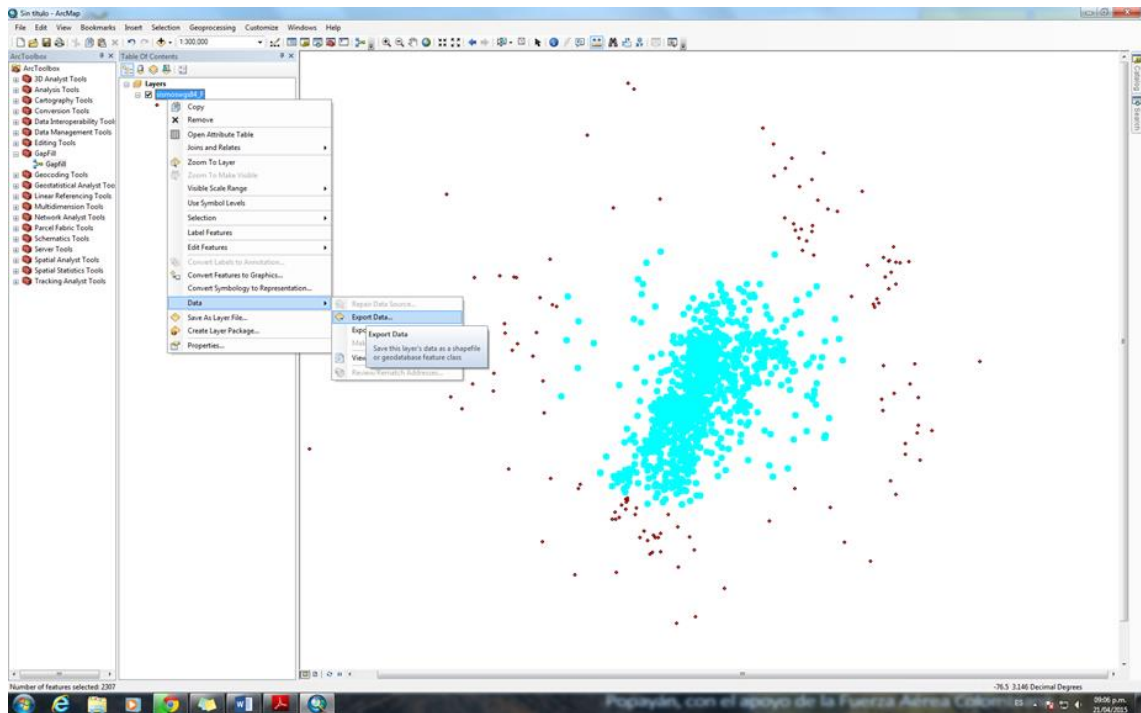 Sin título - ArcMap
File Edit View Bookmarks Insert Selection Geoprocessing Customize Windows Help
1:300,000
ArcToolbox
ArcToolbox
3D Analyst Tools
Analysis Tools
Cartography Tools
Conversion Tools
Data Interoperability Tools
Data Management Tools
Editing Tools
GapFill
GapFill
Geocoding Tools
Geostatistical Analyst Too
Linear Referencing Tools
Multidimension Tools
Network Analyst Tools
Parcel Fabric Tools
Schematics Tools
Server Tools
Spatial Analyst Tools
Spatial Statistics Tools
Tracking Analyst Tools
Table Of Contents
Layers
Copy
Remove
Open Attribute Table
Joins and Relates
Zoom To Layer
Zoom To Make Visible
Visible Scale Range
Use Symbol Levels
Selection
Label Features
Edit Features
Convert Labels to Annotation...
Convert Features to Graphics...
Convert Symbology to Representation...
Data
Save As Layer File...
Create Layer Package...
Properties...
Repair Data Source...
Export Data...
Expo
View
Review/Rematch Addresses...
Export Data
Save this layer's data as a shapefile
or geodatabase feature class
Catalog
Search
Number of features selected: 2307
-76.5 3.146 Decimal Degrees
Popayán, con el apoyo de la Fuerza Aérea Colom
ES
09:06 p.m.
21/04/2015